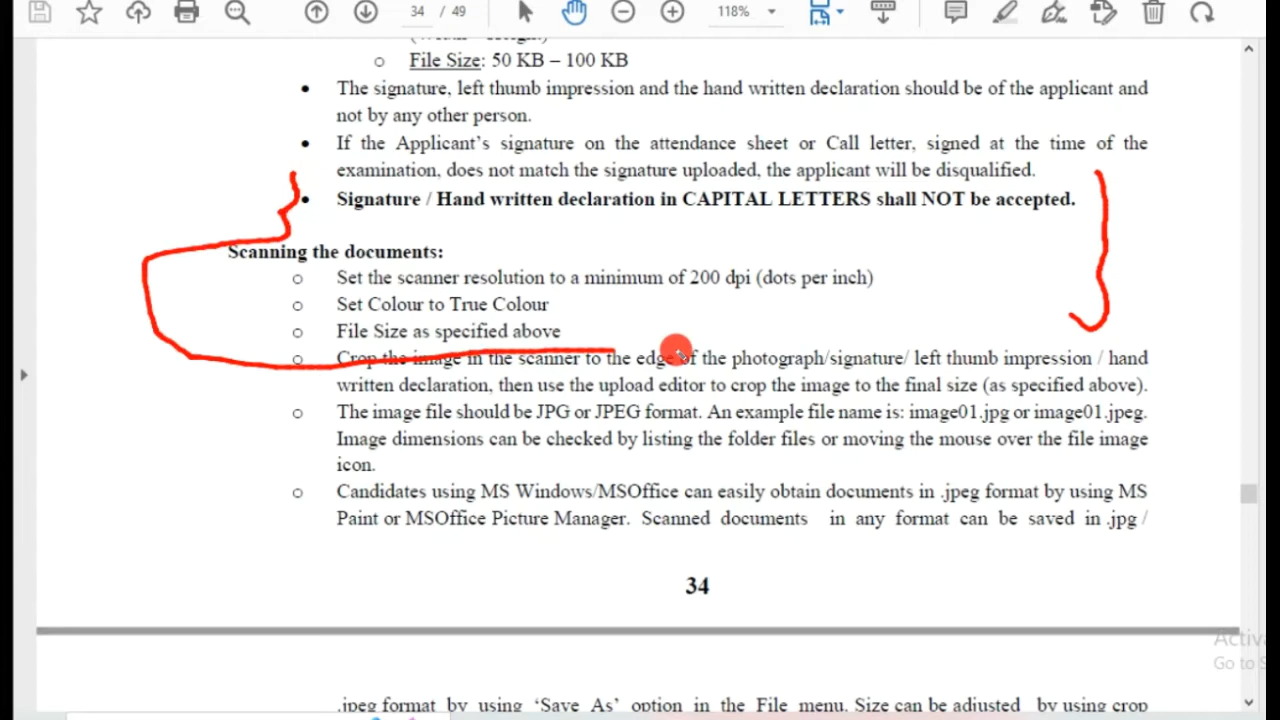 34 / 49 118%
File Size: 50 KB – 100 KB
• The signature, left thumb impression and the hand written declaration should be of the applicant and
not by any other person.
• If the Applicant's signature on the attendance sheet or Call letter, signed at the time of the
examination, does not match the signature uploaded, the applicant will be disqualified.
• Signature / Hand written declaration in CAPITAL LETTERS shall NOT be accepted.
Scanning the documents:
o Set the scanner resolution to a minimum of 200 dpi (dots per inch)
o Set Colour to True Colour
o File Size as specified above
o Crop the image in the scanner to the edge of the photograph/signature/ left thumb impression / hand
written declaration, then use the upload editor to crop the image to the final size (as specified above).
o The image file should be JPG or JPEG format. An example file name is: image01.jpg or image01.jpeg.
Image dimensions can be checked by listing the folder files or moving the mouse over the file image
icon.
o Candidates using MS Windows/MSOffice can easily obtain documents in .jpeg format by using MS
Paint or MSOffice Picture Manager. Scanned documents in any format can be saved in .jpg /
34
Go to
.jpeg format by using 'Save As' option in the File menu. Size can be adjusted by using crop